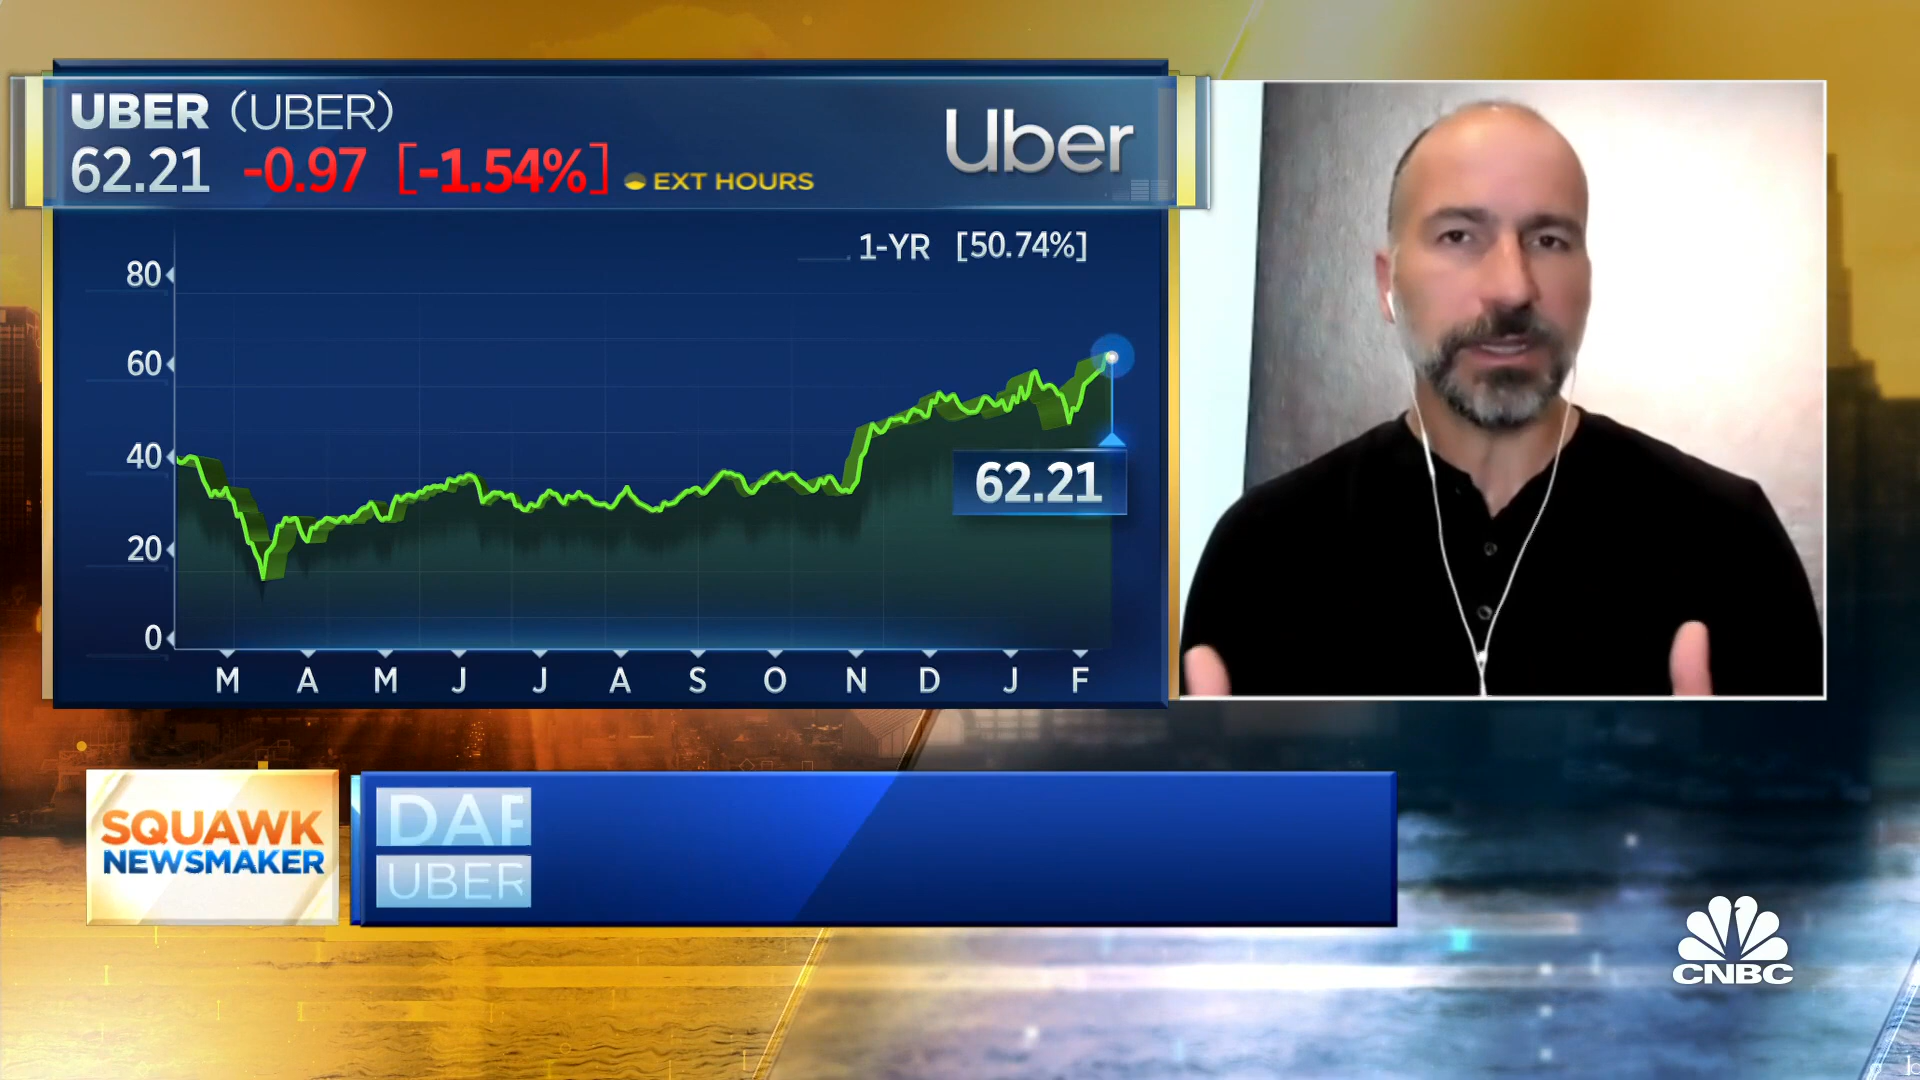 UBER (UBER)
62.21 -0.97 [-1.54%] EXT HOURS
Uber
1-YR [50.74%]
80
60
40
20
0
62.21
M A M J J A S O N D J F
SQUAWK
NEWSMAKER
DAF
UBER
CNBC